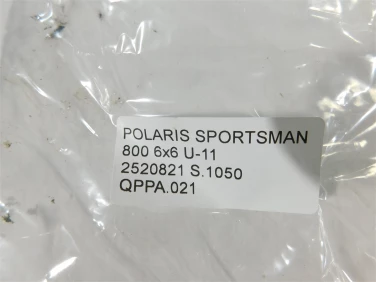 POLARIS SPORTSMAN
800 6x6 U-11
2520821 S.1050
QPPA.021